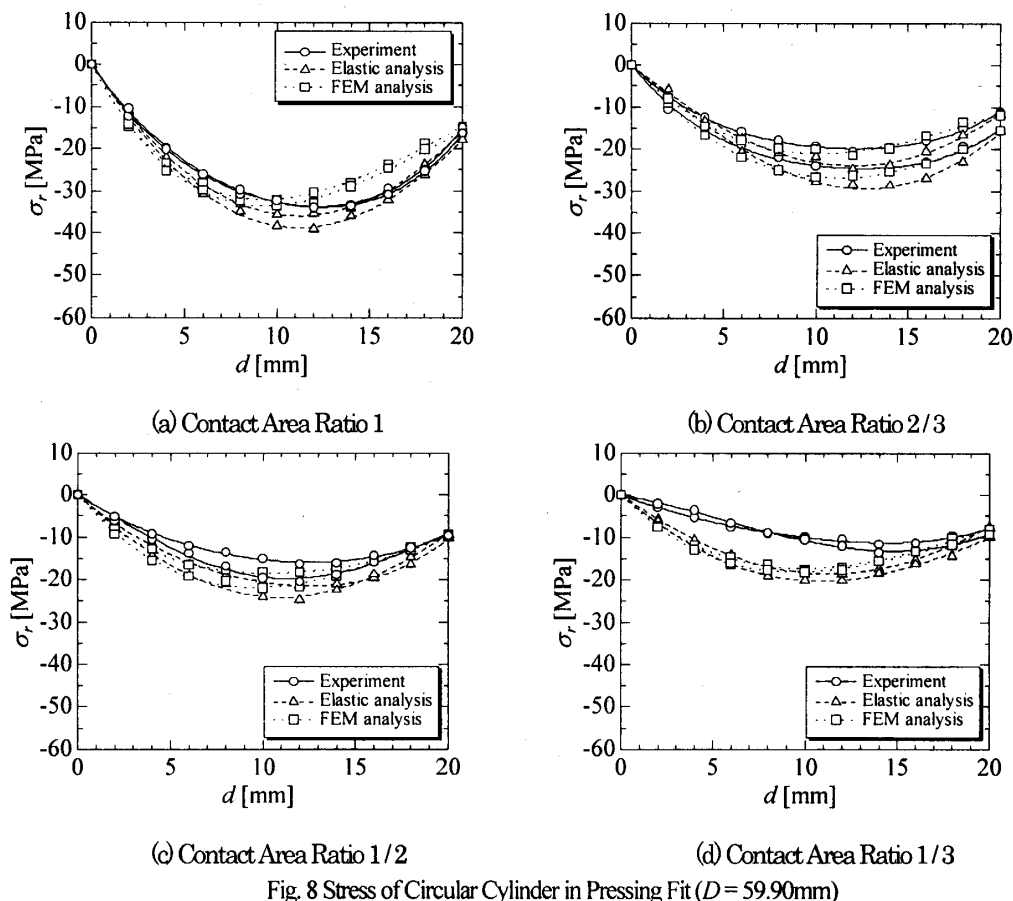 10
0
-10
-20
-30
-40
-50
-60
σr [MPa]
Experiment
Elastic analysis
FEM analysis
0 5 10 15 20
d [mm]
(a) Contact Area Ratio 1
10
0
-10
-20
-30
-40
-50
-60
σr [MPa]
Experiment
Elastic analysis
FEM analysis
0 5 10 15 20
d [mm]
(b) Contact Area Ratio 2/3
10
0
-10
-20
-30
-40
-50
-60
σr [MPa]
Experiment
Elastic analysis
FEM analysis
0 5 10 15 20
d [mm]
(c) Contact Area Ratio 1/2
10
0
-10
-20
-30
-40
-50
-60
σr [MPa]
Experiment
Elastic analysis
FEM analysis
0 5 10 15 20
d [mm]
(d) Contact Area Ratio 1/3
Fig. 8 Stress of Circular Cylinder in Pressing Fit (D = 59.90mm)